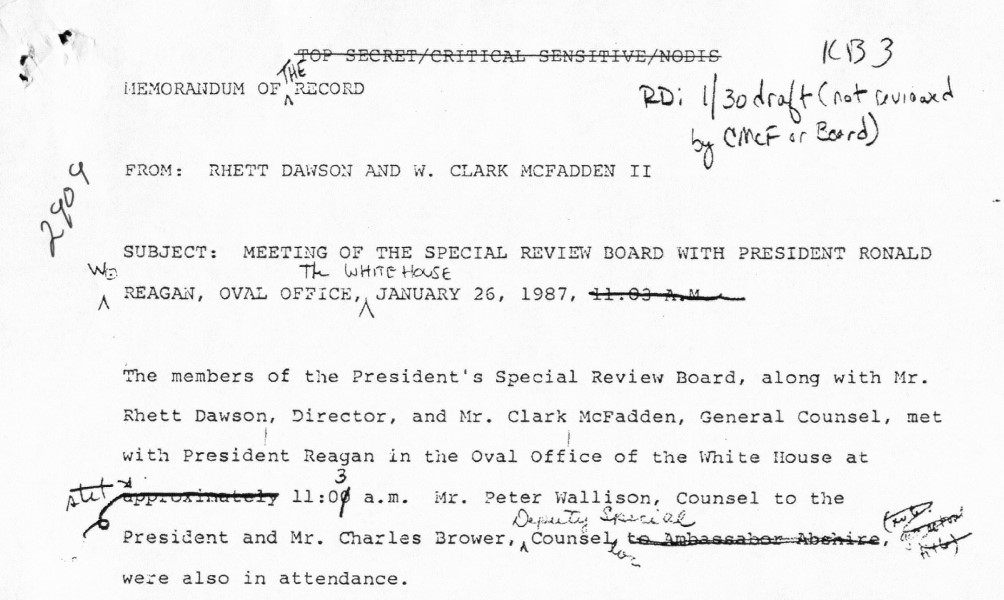 TOP SECRET/CRITICAL SENSITIVE/NODIS
KB3
THE
MEMORANDUM OF RECORD
RD: 1/30 draft (not reviewed
by CMcF or Board)
FROM: RHETT DAWSON AND W. CLARK MCFADDEN II
2909
SUBJECT: MEETING OF THE SPECIAL REVIEW BOARD WITH PRESIDENT RONALD
The WHITE HOUSE
REAGAN, OVAL OFFICE, JANUARY 26, 1987, 11:03 A.M.
The members of the President's Special Review Board, along with Mr.
Rhett Dawson, Director, and Mr. Clark McFadden, General Counsel, met
with President Reagan in the Oval Office of the White House at
3
stet approximately 11:00 a.m. Mr. Peter Wallison, Counsel to the
Deputy Special
President and Mr. Charles Brower, Counsel to Ambassabor Abshire,
were also in attendance.